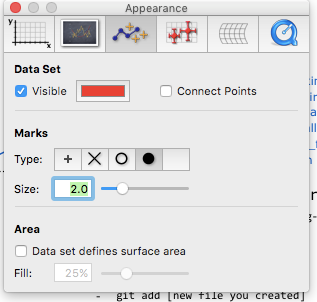 Appearance
y
x
Data Set
Visible
Connect Points
Marks
Type:
Size: 2.0
Area
Data set defines surface area
Fill: 25%
- git add [new file you created]